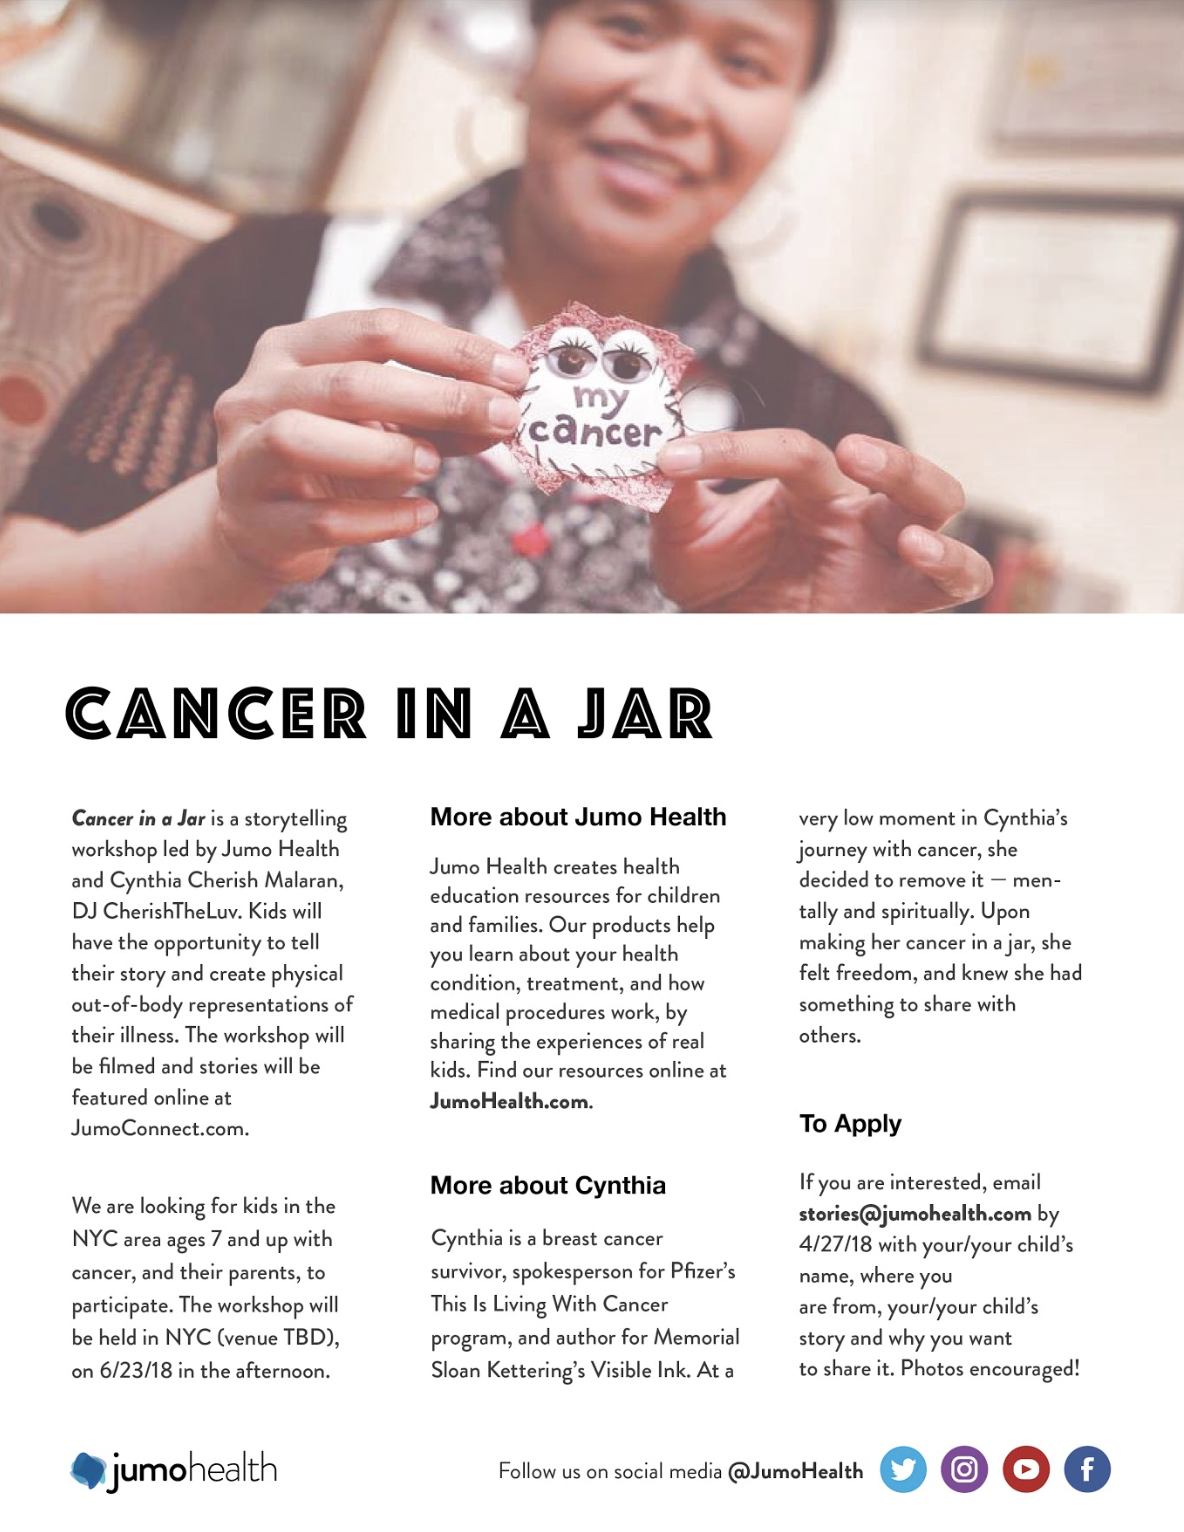 my
cancer
CANCER IN A JAR
Cancer in a Jar is a storytelling
workshop led by Jumo Health
and Cynthia Cherish Malaran,
DJ CherishTheLuv. Kids will
have the opportunity to tell
their story and create physical
out-of-body representations of
their illness. The workshop will
be filmed and stories will be
featured online at
JumoConnect.com.
We are looking for kids in the
NYC area ages 7 and up with
cancer, and their parents, to
participate. The workshop will
be held in NYC (venue TBD),
on 6/23/18 in the afternoon.
More about Jumo Health
Jumo Health creates health
education resources for children
and families. Our products help
you learn about your health
condition, treatment, and how
medical procedures work, by
sharing the experiences of real
kids. Find our resources online at
JumoHealth.com.
More about Cynthia
Cynthia is a breast cancer
survivor, spokesperson for Pfizer's
This Is Living With Cancer
program, and author for Memorial
Sloan Kettering's Visible Ink. At a
very low moment in Cynthia's
journey with cancer, she
decided to remove it — men-
tally and spiritually. Upon
making her cancer in a jar, she
felt freedom, and knew she had
something to share with
others.
To Apply
If you are interested, email
stories@jumohealth.com by
4/27/18 with your/your child's
name, where you
are from, your/your child's
story and why you want
to share it. Photos encouraged!
jumohealth
Follow us on social media @JumoHealth